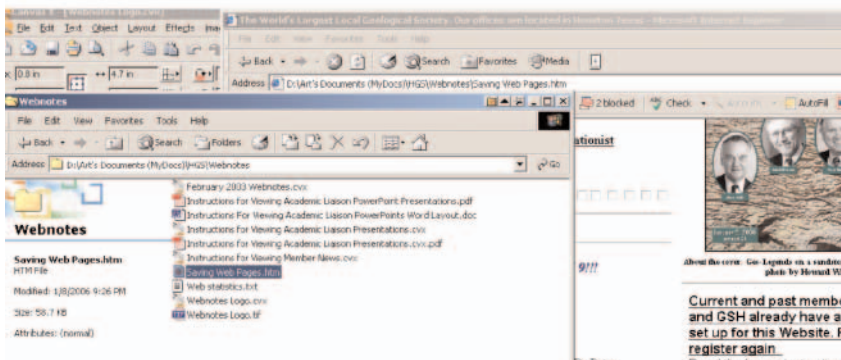 Canvas X - [Webnotes Logo.cvx]
File Edit Text Object Layout Effects Ima
x: 0.8 in
4.7 in
The World's Largest Local Geological Society. Our offices are located in Houston Texas - Microsoft Internet Explorer
File Edit View Favorites Tools Help
Back Search Favorites Media
Address D:\Art's Documents (MyDocs)\HGS\Webnotes\Saving Web Pages.htm
2 blocked Check AutoFill
Webnotes
File Edit View Favorites Tools Help
Back Search Folders
Address D:\Art's Documents (MyDocs)\HGS\Webnotes Go
Webnotes
Saving Web Pages.htm
HTM File
Modified: 1/8/2006 9:26 PM
Size: 58.7 KB
Attributes: (normal)
February 2003 Webnotes.cvx
Instructions for Viewing Academic Liaison PowerPoint Presentations.pdf
Instructions For Viewing Academic Liaison PowerPoints Word Layout.doc
Instructions for Viewing Academic Liaison Presentations.cvx
Instructions for Viewing Academic Liaison Presentations.cvx.pdf
Instructions for Viewing Member News.cvx
Saving Web Pages.htm
Web statistics.txt
Webnotes Logo.cvx
Webnotes Logo.tif
ationist
9!!!
About the cover: Geo-Legends on a sandsto
photo by Howard W
Current and past membe
and GSH already have a
set up for this Website. P
register again